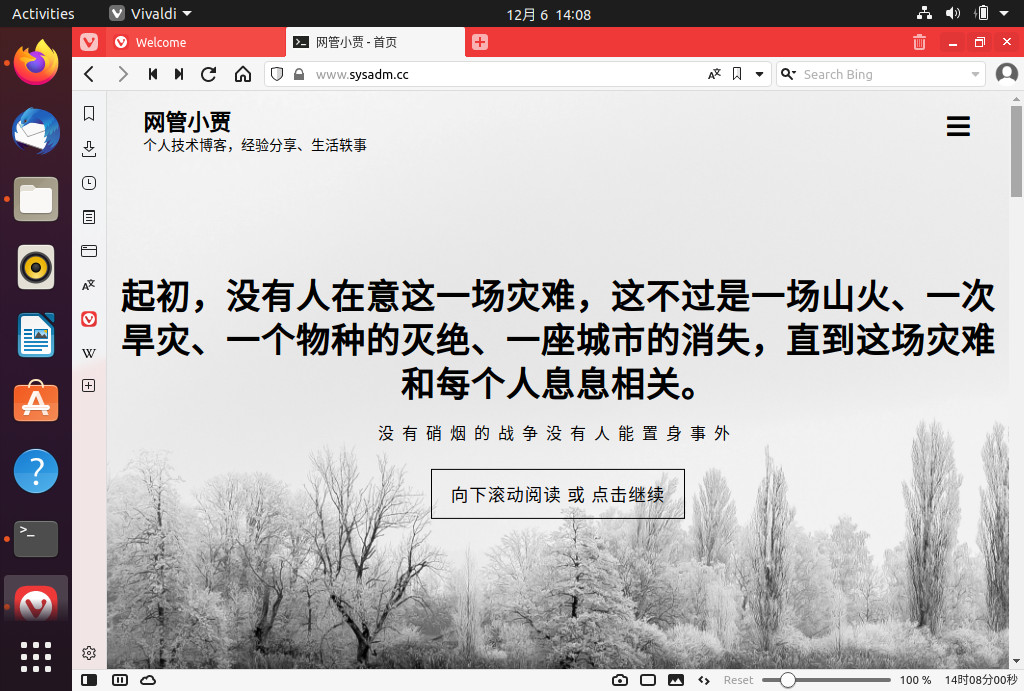 Activities Vivaldi 12月 6 14:08
Welcome 网管小贾 - 首页
www.sysadm.cc Search Bing
网管小贾
个人技术博客，经验分享、生活轶事
起初，没有人在意这一场灾难，这不过是一场山火、一次
旱灾、一个物种的灭绝、一座城市的消失，直到这场灾难
和每个人息息相关。
没有硝烟的战争没有人能置身事外
向下滚动阅读 或 点击继续
Reset 100 % 14时08分00秒